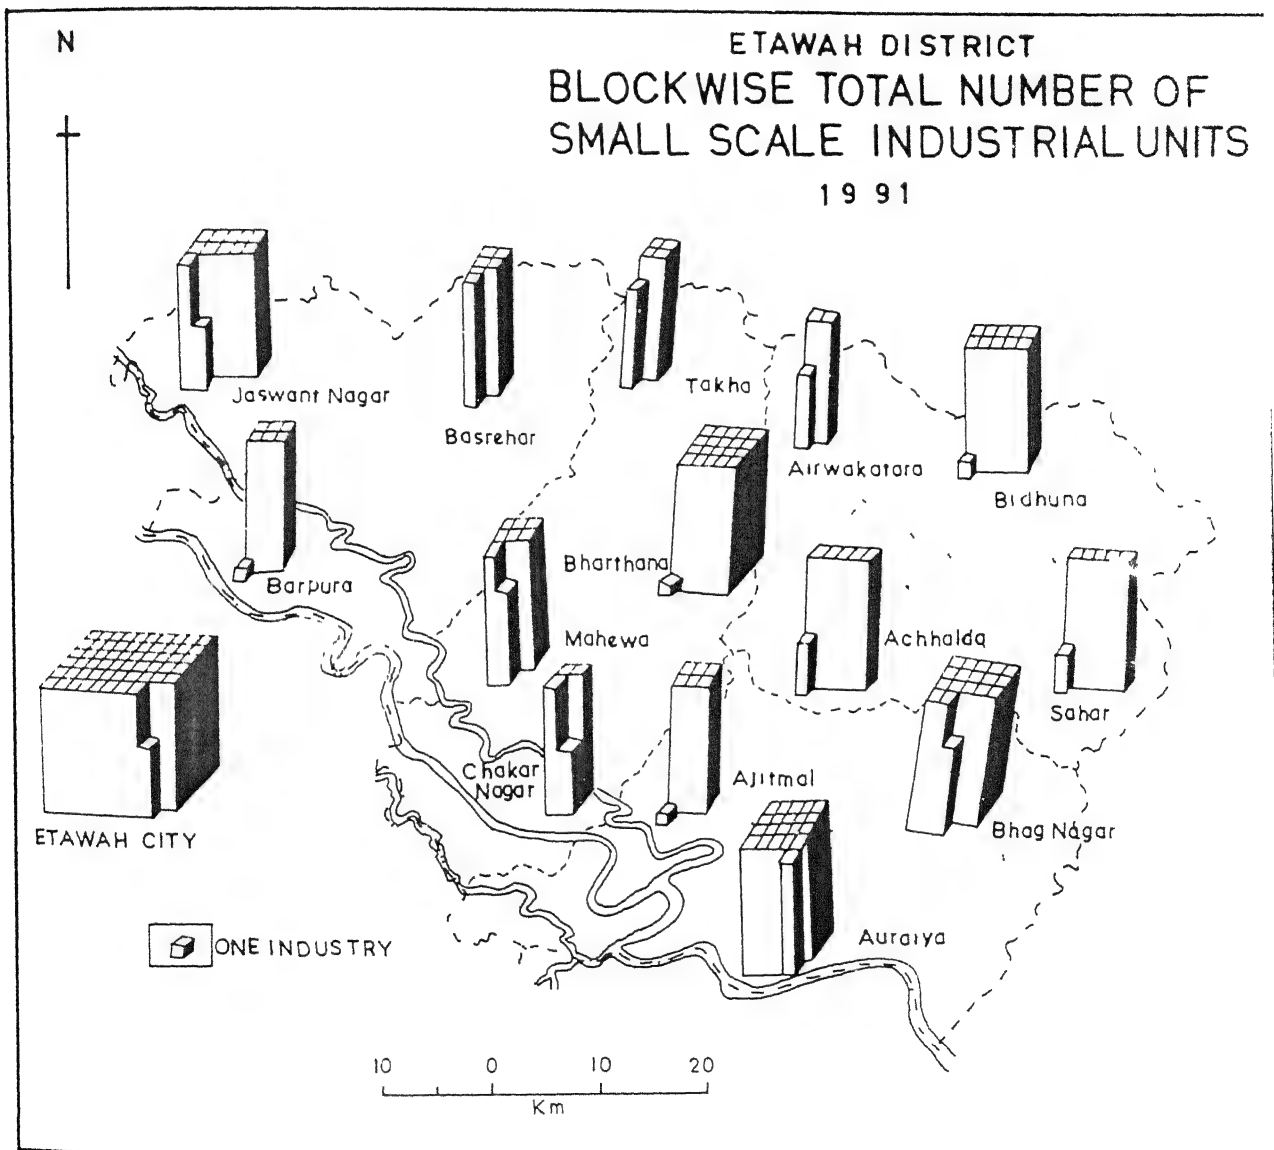 N
ETAWAH DISTRICT
BLOCKWISE TOTAL NUMBER OF
SMALL SCALE INDUSTRIAL UNITS
1991
Jaswant Nagar
Basrehar
Takha
Airwakatara
Bidhuna
Barpura
Bharthana
Mahewa
Achhalda
Sahar
Chakar
Nagar
Ajitmal
Bhag Nagar
ETAWAH CITY
Auraiya
ONE INDUSTRY
10 0 10 20
Km